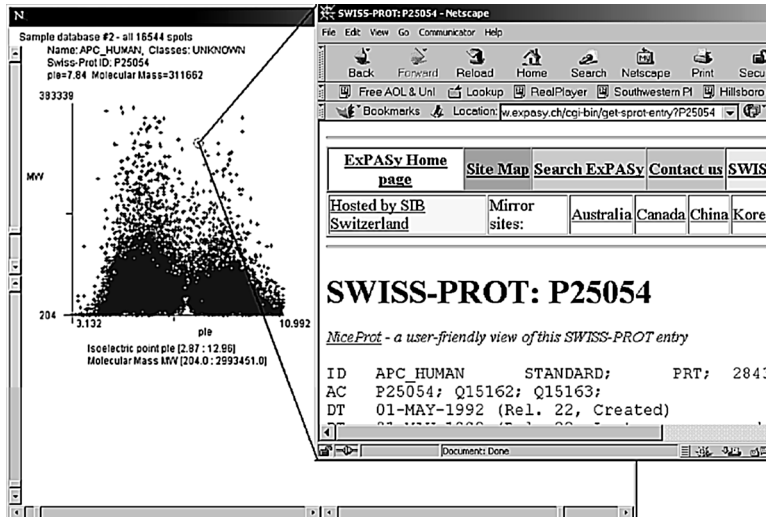 N
Sample database #2 - all 16544 spots
Name: APC_HUMAN, Classes: UNKNOWN
Swiss-Prot ID: P25054
pIe=7.84 Molecular Mass=311662
383339
MW
204
3.132
10.992
pIe
Isoelectric point pIe [2.87 : 12.96]
Molecular Mass MW [204.0 : 2993451.0]
SWISS-PROT: P25054 - Netscape
File Edit View Go Communicator Help
Back Forward Reload Home Search Netscape Print Secu
Free AOL & Unl Lookup RealPlayer Southwestern Pl Hillsboro
Bookmarks Location: w.expasy.ch/cgi-bin/get-sprot-entry?P25054
ExPASy Home
page
Site Map
Search ExPASy
Contact us
SWIS
Hosted by SIB
Switzerland
Mirror
sites:
Australia
Canada
China
Kore
SWISS-PROT: P25054
NiceProt - a user-friendly view of this SWISS-PROT entry
ID APC_HUMAN STANDARD; PRT; 2843
AC P25054; Q15162; Q15163;
DT 01-MAY-1992 (Rel. 22, Created)
Document: Done